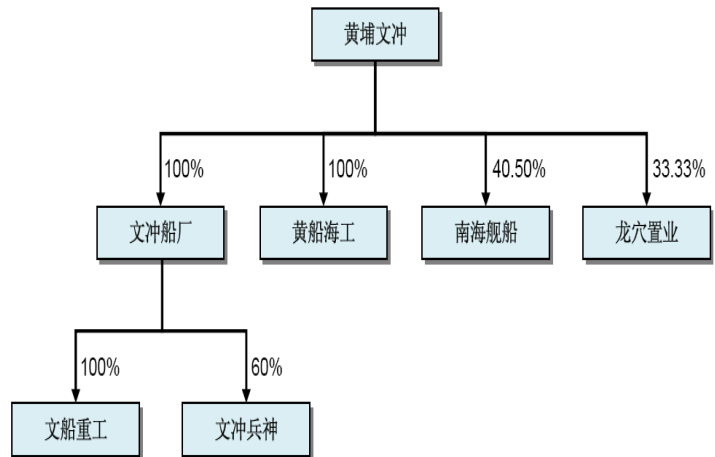 黄埔文冲
100%
100%
40.50%
33.33%
文冲船厂
黄船海工
南海舰船
龙穴置业
100%
60%
文船重工
文冲兵神